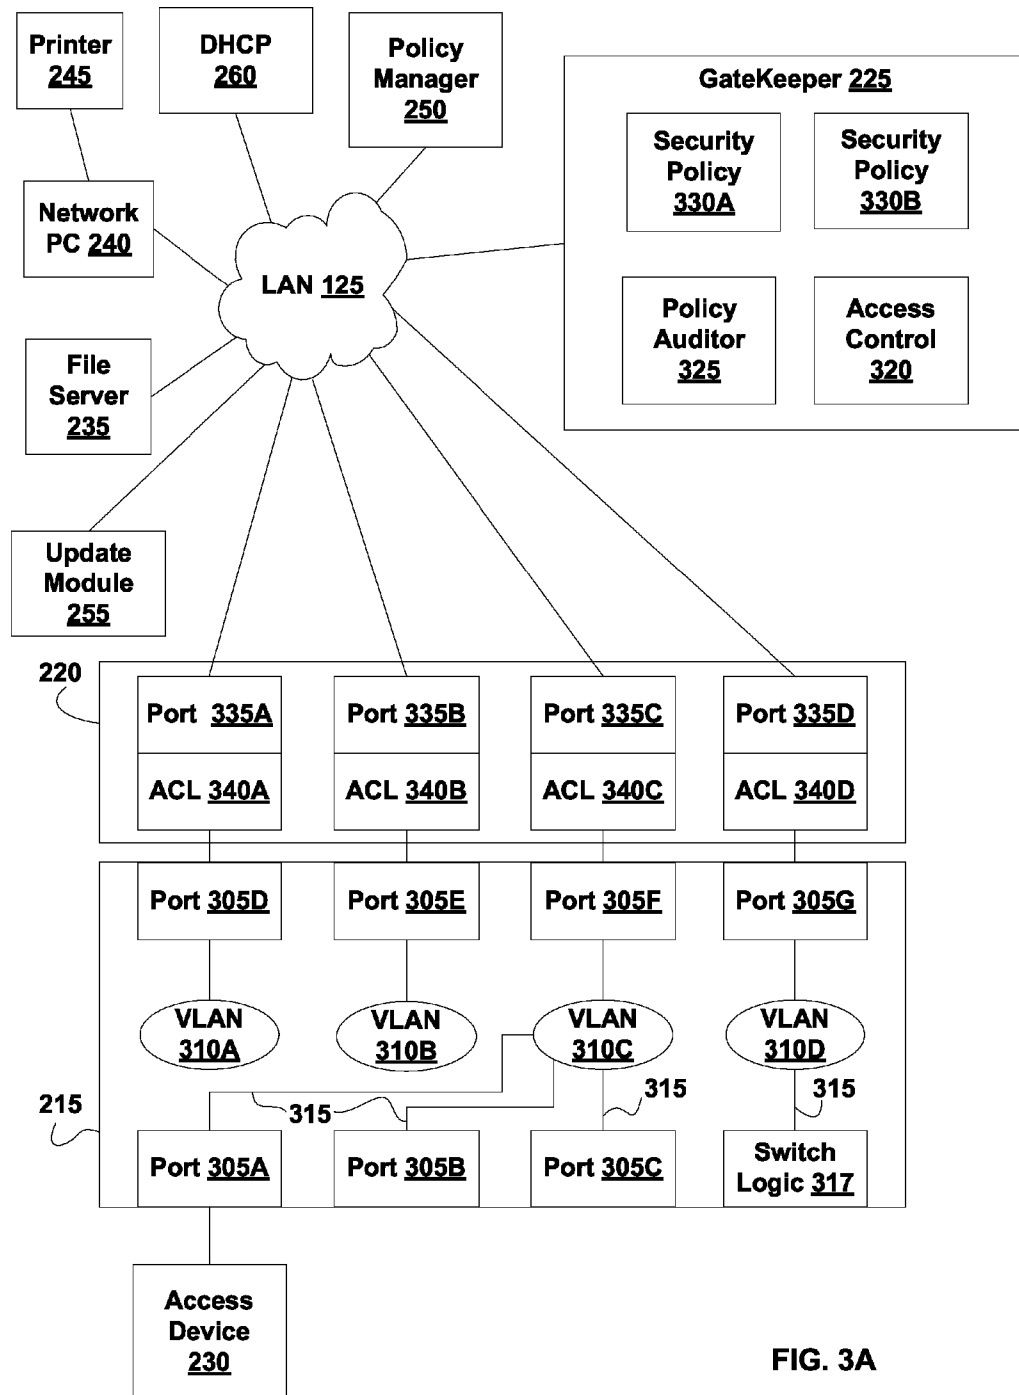 Printer
245
DHCP
260
Policy
Manager
250
GateKeeper 225
Security
Policy
330A
Security
Policy
330B
Network
PC 240
LAN 125
Policy
Auditor
325
Access
Control
320
File
Server
235
Update
Module
255
220
Port 335A
Port 335B
Port 335C
Port 335D
ACL 340A
ACL 340B
ACL 340C
ACL 340D
Port 305D
Port 305E
Port 305F
Port 305G
VLAN
310A
VLAN
310B
VLAN
310C
VLAN
310D
215
315
315
315
Port 305A
Port 305B
Port 305C
Switch
Logic 317
Access
Device
230
FIG. 3A